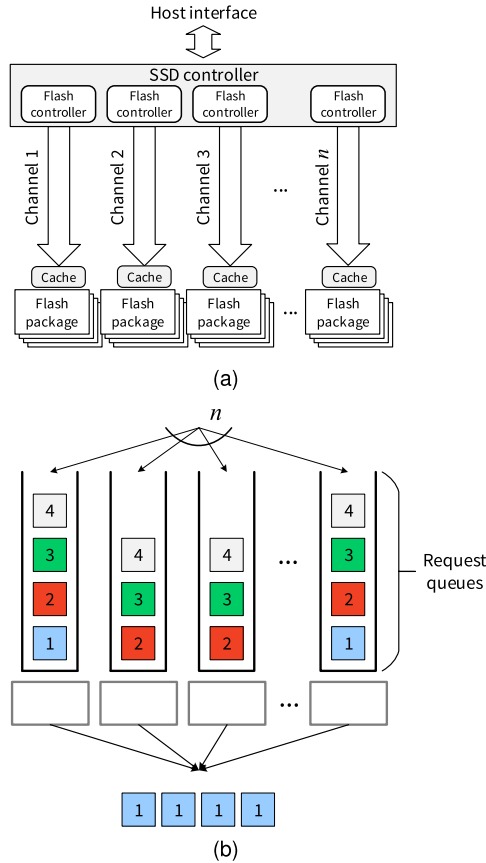 Host interface
SSD controller
Flash controller
Flash controller
Flash controller
Flash controller
Channel 1
Channel 2
Channel 3
...
Channel n
Cache
Cache
Cache
Cache
Flash package
Flash package
Flash package
...
Flash package
(a)
n
4
4
3
4
4
3
...
3
3
3
2
2
1
2
2
1
Request
queues
...
1 1 1 1
(b)